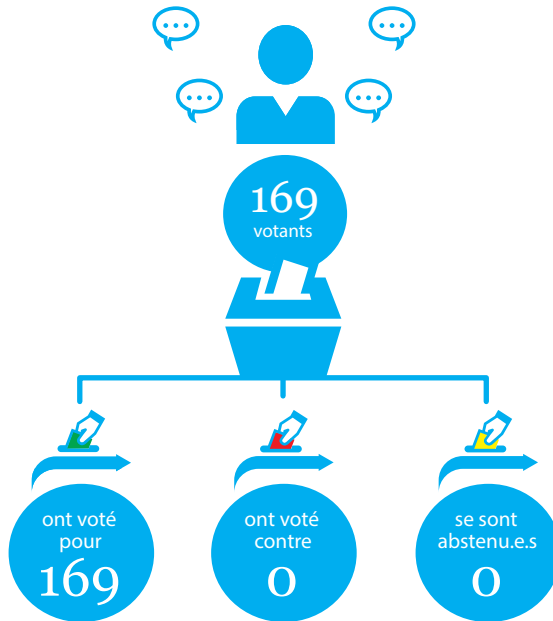 169
votants
ont voté
pour
169
ont voté
contre
0
se sont
abstenu.e.s
0